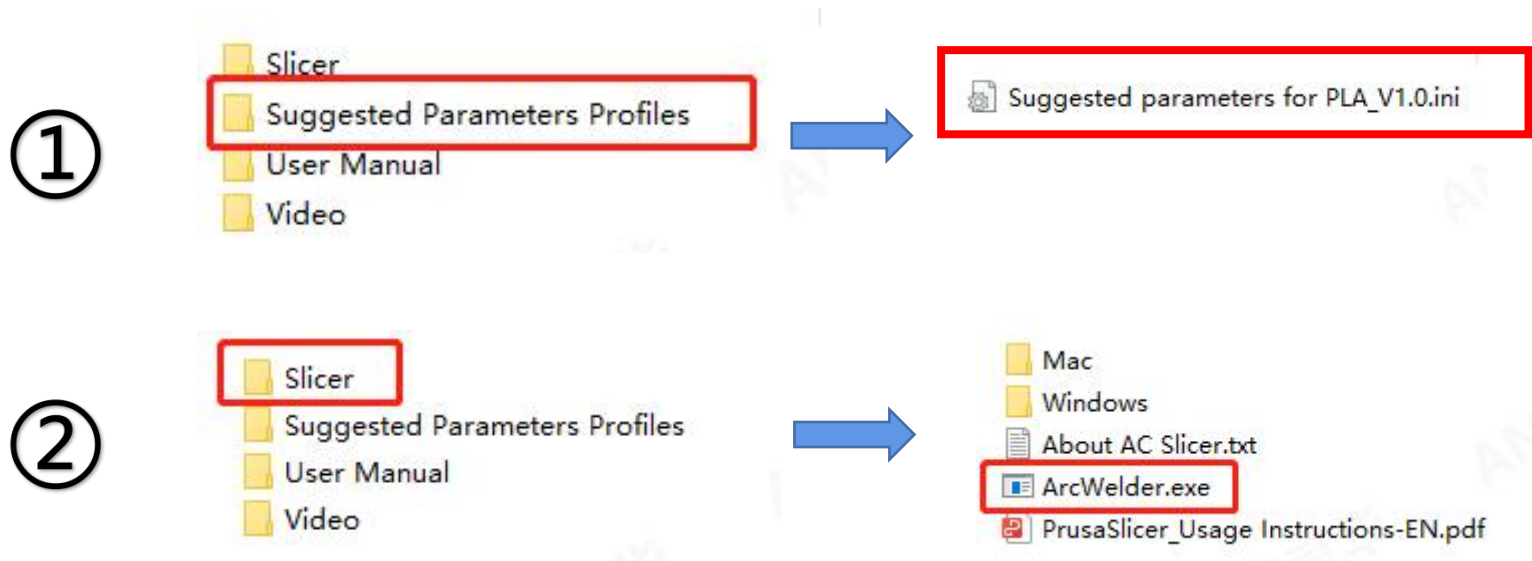 ①
Slicer
Suggested Parameters Profiles
User Manual
Video
Suggested parameters for PLA_V1.0.ini
②
Slicer
Suggested Parameters Profiles
User Manual
Video
Mac
Windows
About AC Slicer.txt
ArcWelder.exe
PrusaSlicer_Usage Instructions-EN.pdf